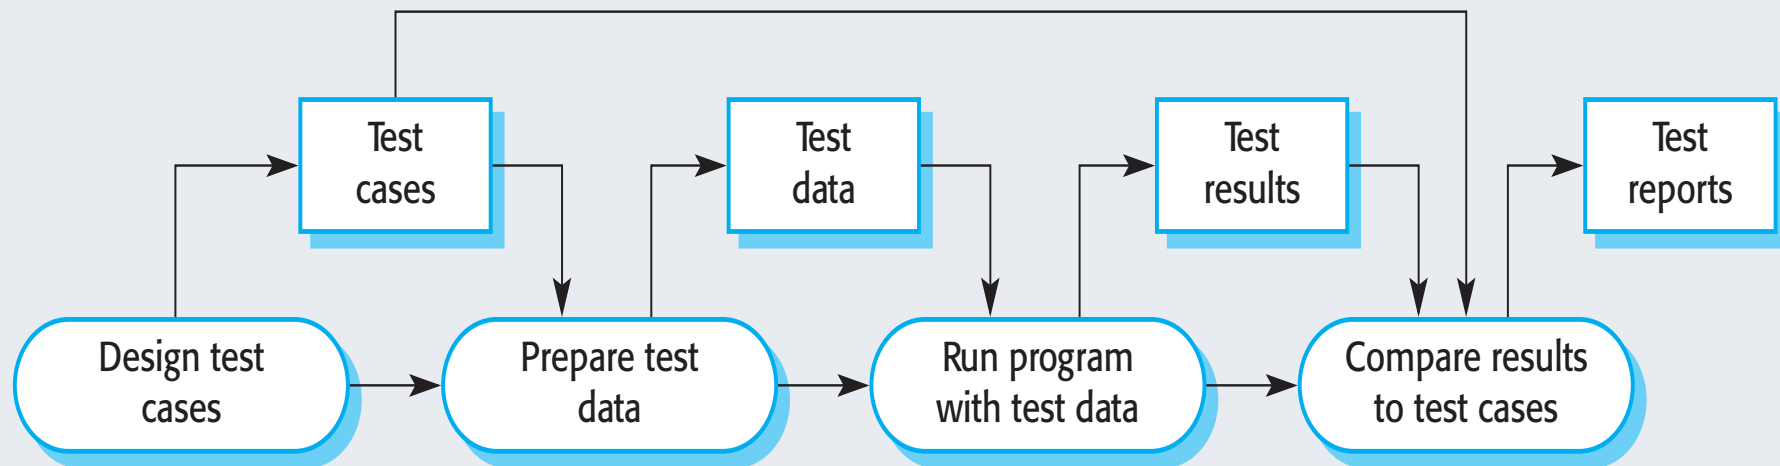 Test
cases
Test
data
Test
results
Test
reports
Design test
cases
Prepare test
data
Run program
with test data
Compare results
to test cases